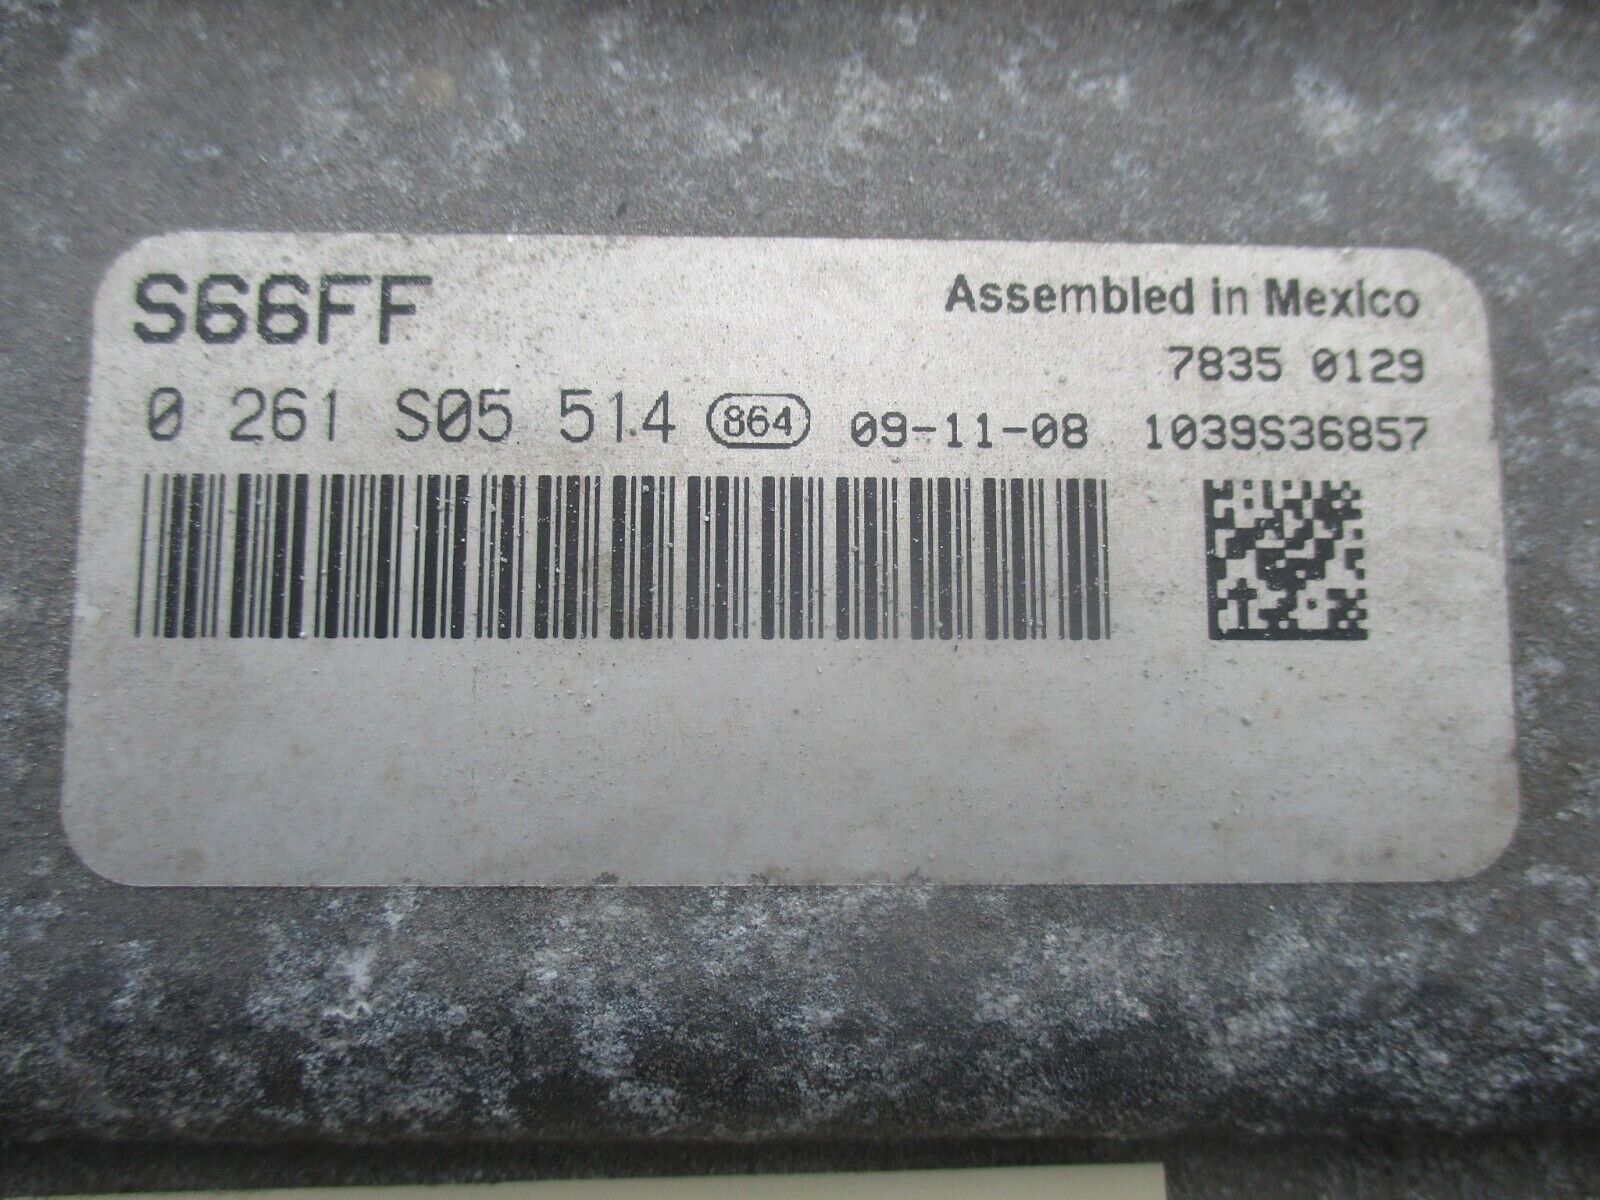 S66FF
Assembled in Mexico
7835 0129
0 261 S05 514 864 09-11-08 1039S36857